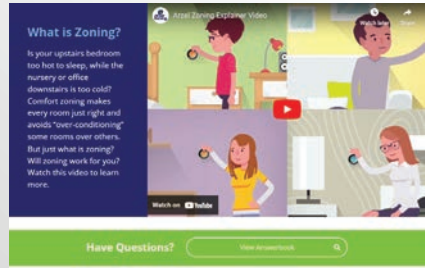 What is Zoning?
Is your upstairs bedroom
too hot to sleep, while the
nursery or office
downstairs is too cold?
Comfort zoning makes
every room just right and
avoids "over-conditioning"
some rooms over others.
But just what is zoning?
Will zoning work for you?
Watch this video to learn
more.
Arzel Zoning Explainer Video
Watch later
Share
Watch on YouTube
Have Questions?
View Answerbook